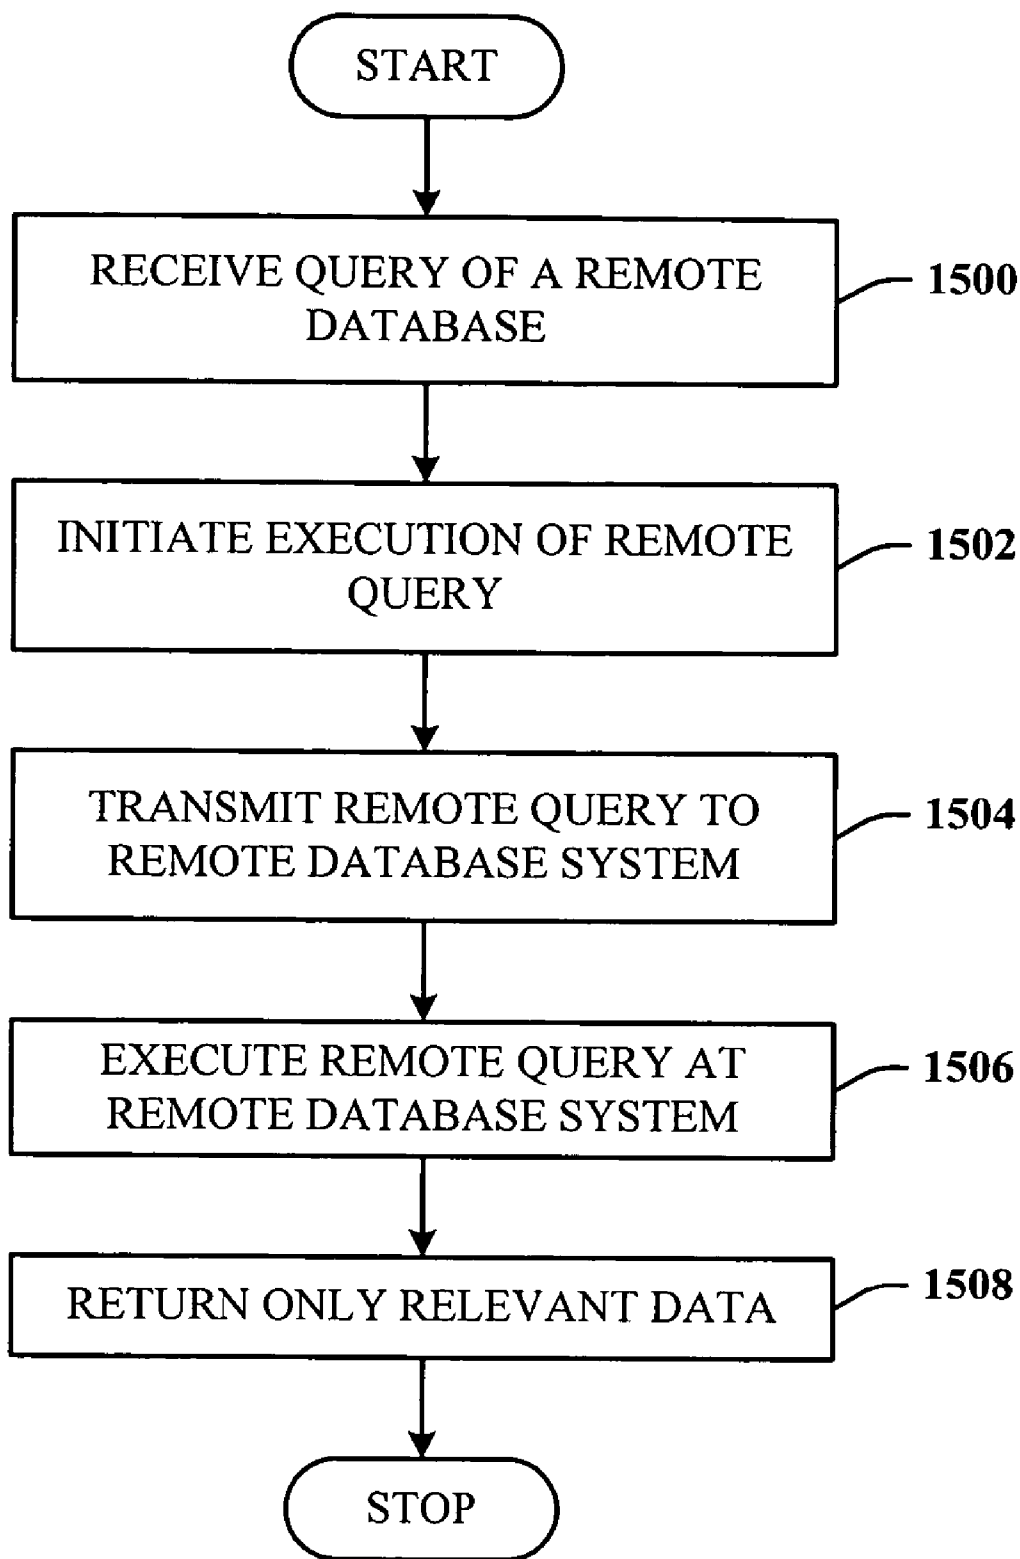 START
RECEIVE QUERY OF A REMOTE
DATABASE
1500
INITIATE EXECUTION OF REMOTE
QUERY
1502
TRANSMIT REMOTE QUERY TO
REMOTE DATABASE SYSTEM
1504
EXECUTE REMOTE QUERY AT
REMOTE DATABASE SYSTEM
1506
RETURN ONLY RELEVANT DATA
1508
STOP